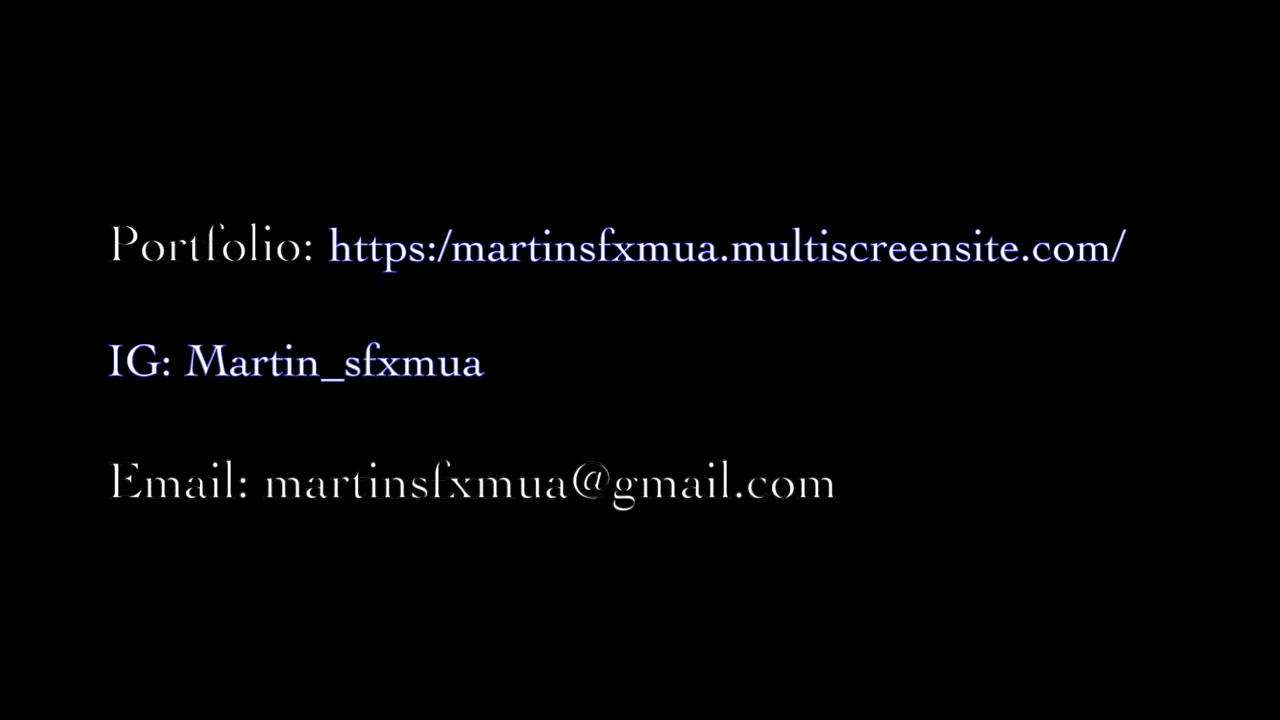 Portfolio: https:/martinsfxmua.multiscreensite.com/
IG: Martin_sfxmua
Email: martinsfxmua@gmail.com